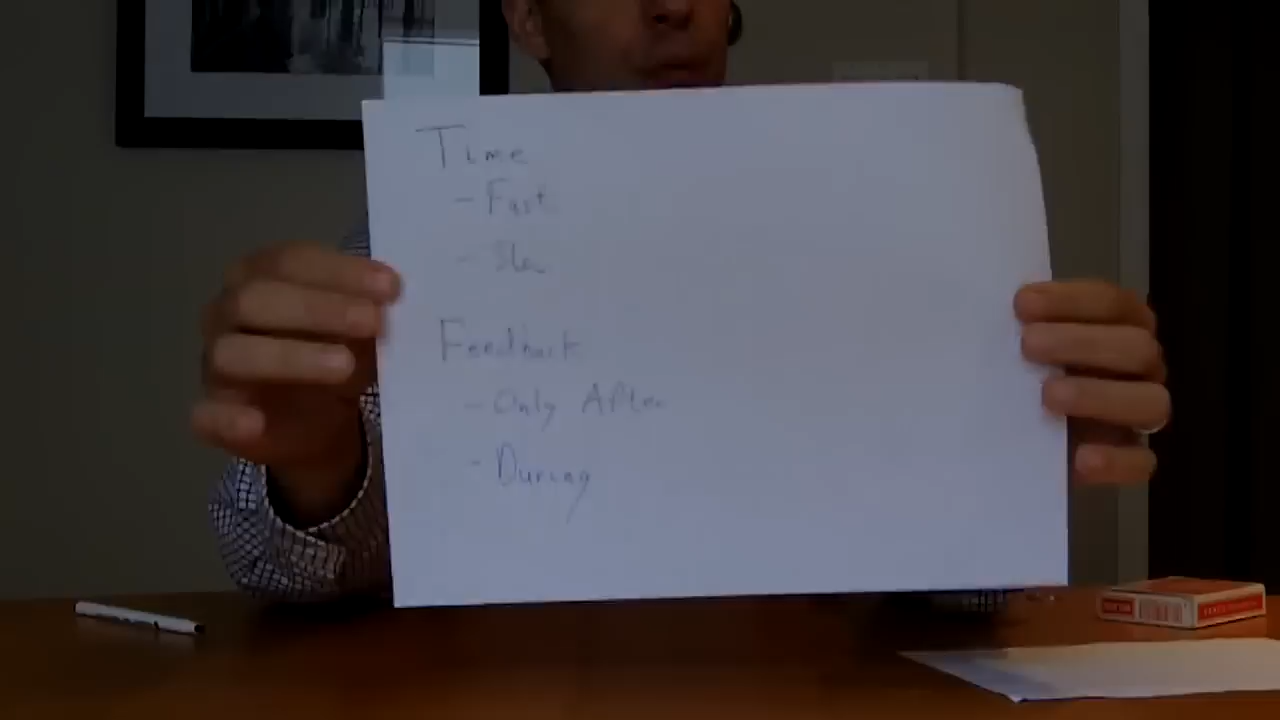 Time
- Fast
- Slow
Feedback
- Only After
- During